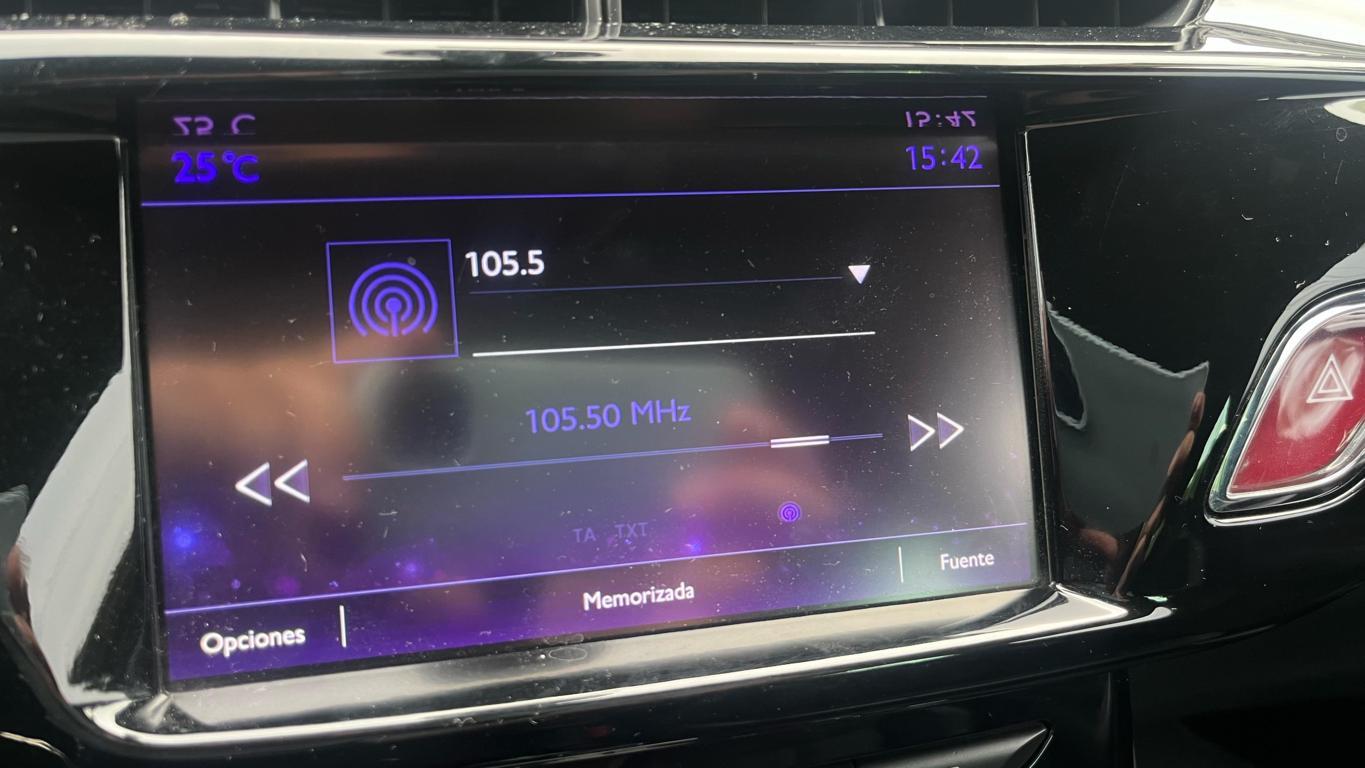 25°C
15:42
105.5
105.50 MHz
TA TXT
Opciones
Memorizada
Fuente